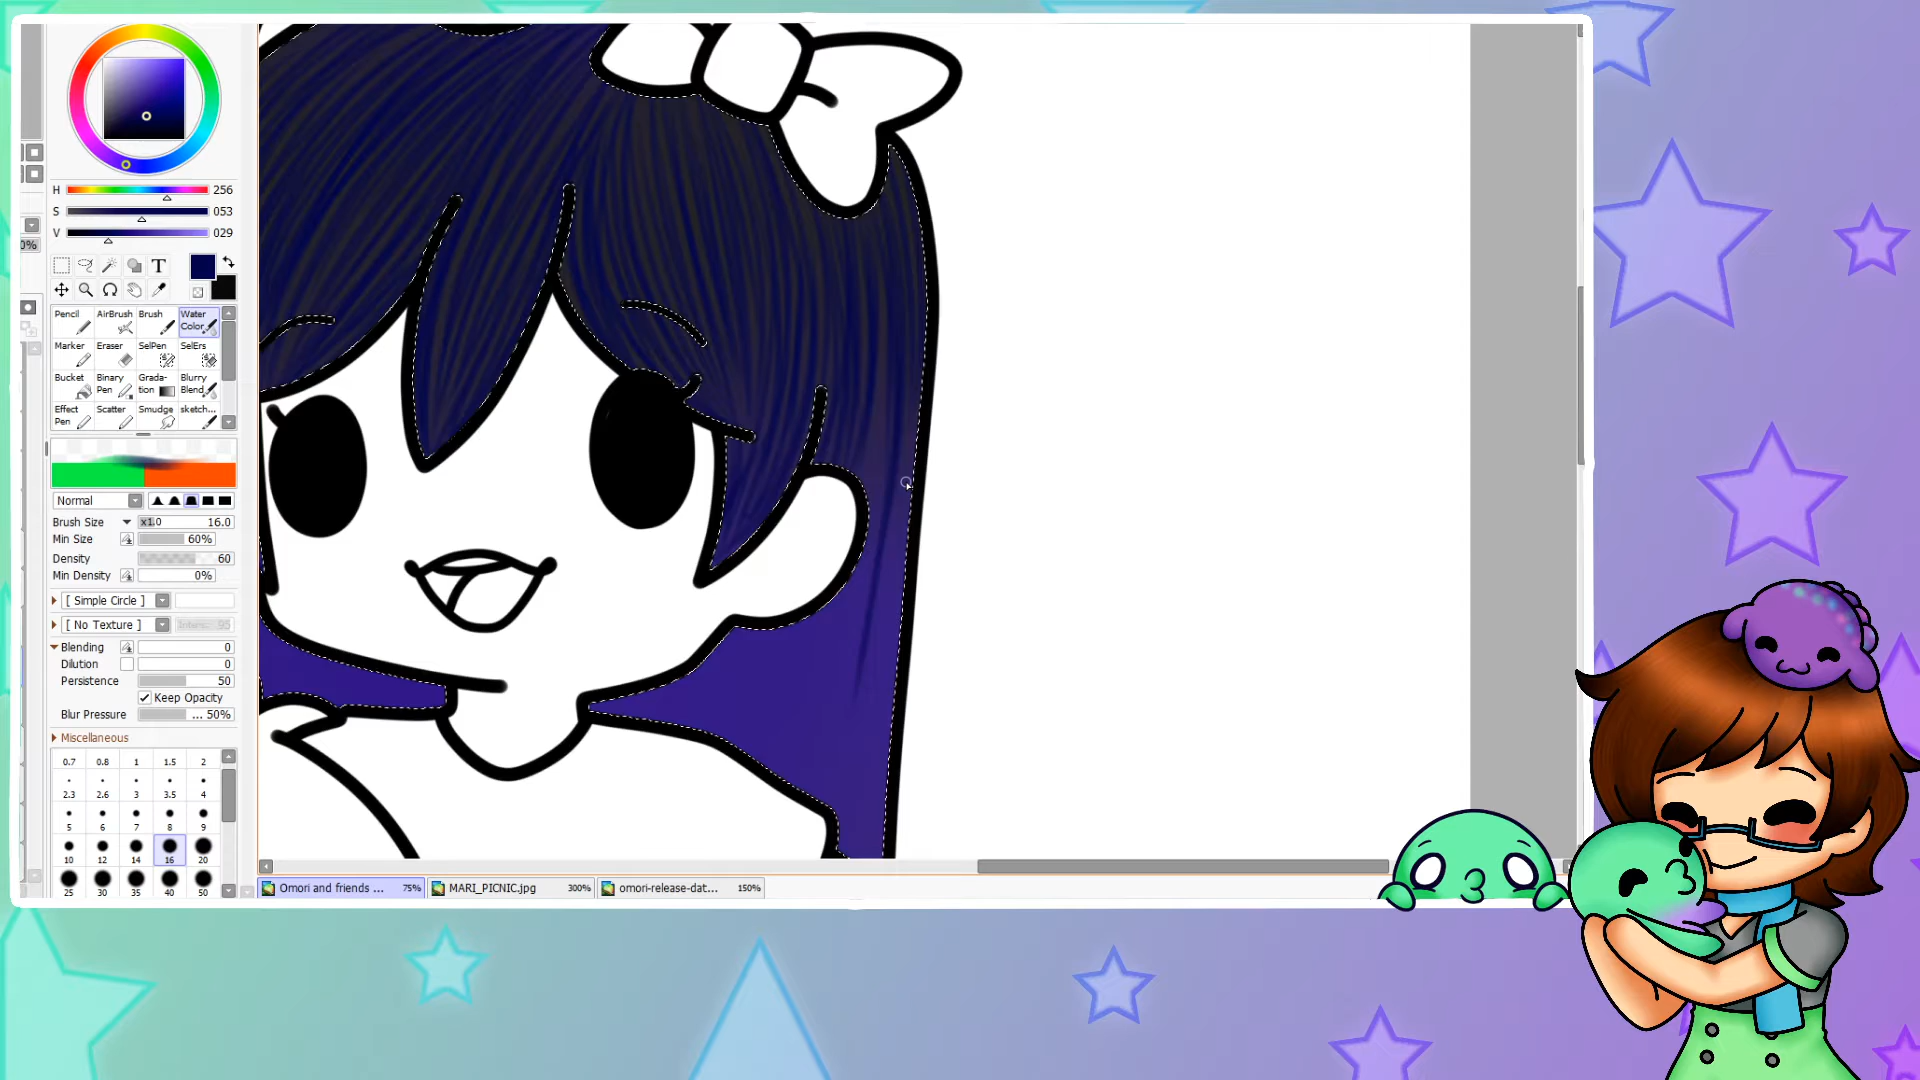 H 256
S 053
V 029
0%
T
Pencil AirBrush Brush Water Color
Marker Eraser SelPen SelErs
Bucket Binary Pen Grada-tion Blurry Blend
Effect Pen Scatter Smudge sketch...
Normal
Brush Size x1.0 16.0
Min Size 60%
Density 60
Min Density 0%
[ Simple Circle ]
[ No Texture ]
Blending 0
Dilution 0
Persistence 50
Keep Opacity
Blur Pressure ... 50%
Miscellaneous
0.7 0.8 1 1.5 2
2.3 2.6 3 3.5 4
5 6 7 8 9
10 12 14 16 20
25 30 35 40 50
Omori and friends ... 75% MARI_PICNIC.jpg 300% omori-release-dat... 150%